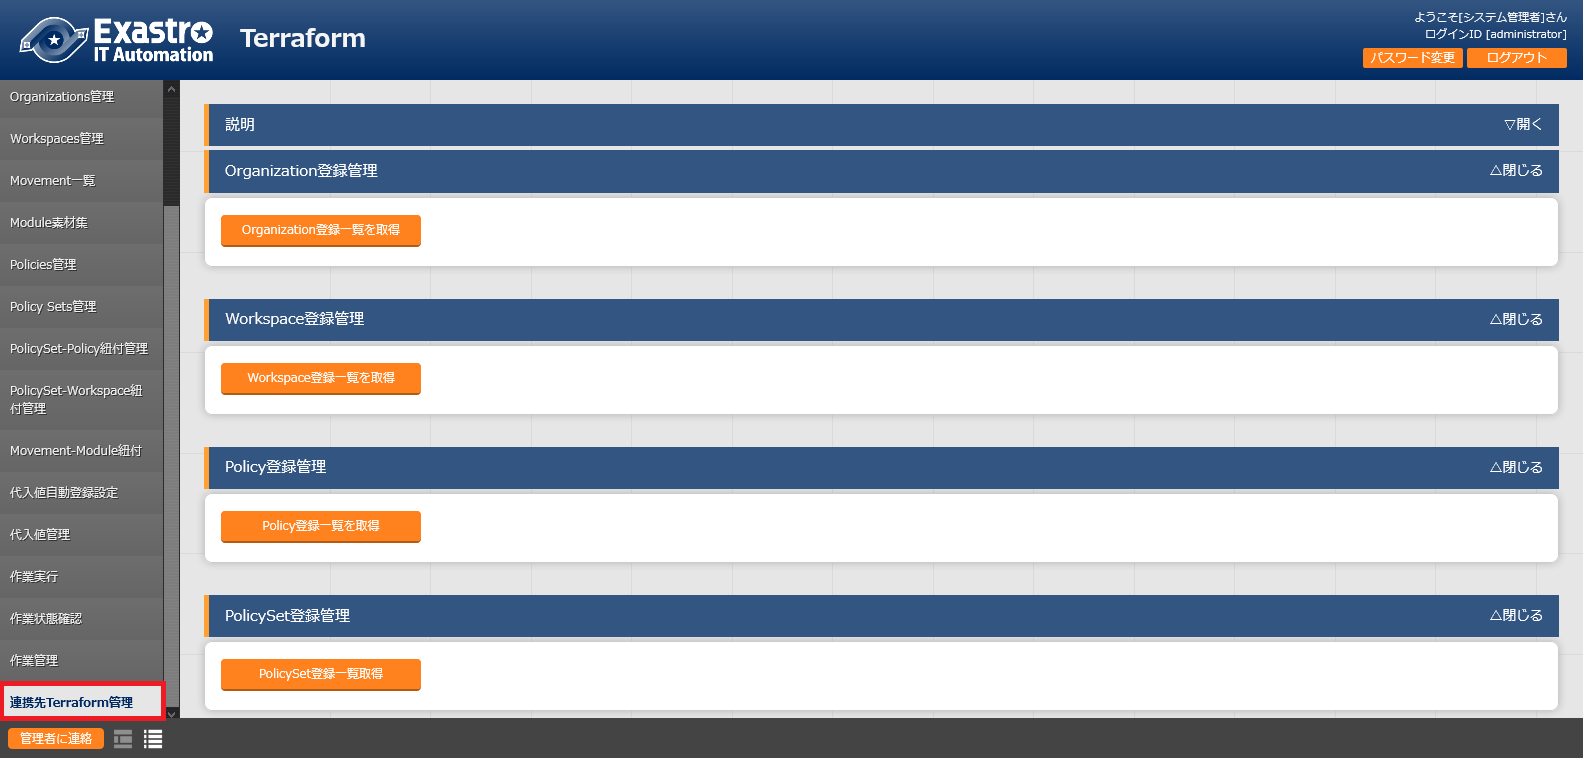 Exastro
IT Automation
Terraform
ようこそ[システム管理者]さん
ログインID [administrator]
パスワード変更
ログアウト
Organizations管理
Workspaces管理
Movement一覧
Module素材集
Policies管理
Policy Sets管理
PolicySet-Policy紐付管理
PolicySet-Workspace紐
付管理
Movement-Module紐付
代入値自動登録設定
代入値管理
作業実行
作業状態確認
作業管理
連携先Terraform管理
管理者に連絡
説明
▽開く
Organization登録管理
△閉じる
Organization登録一覧を取得
Workspace登録管理
△閉じる
Workspace登録一覧を取得
Policy登録管理
△閉じる
Policy登録一覧を取得
PolicySet登録管理
△閉じる
PolicySet登録一覧取得